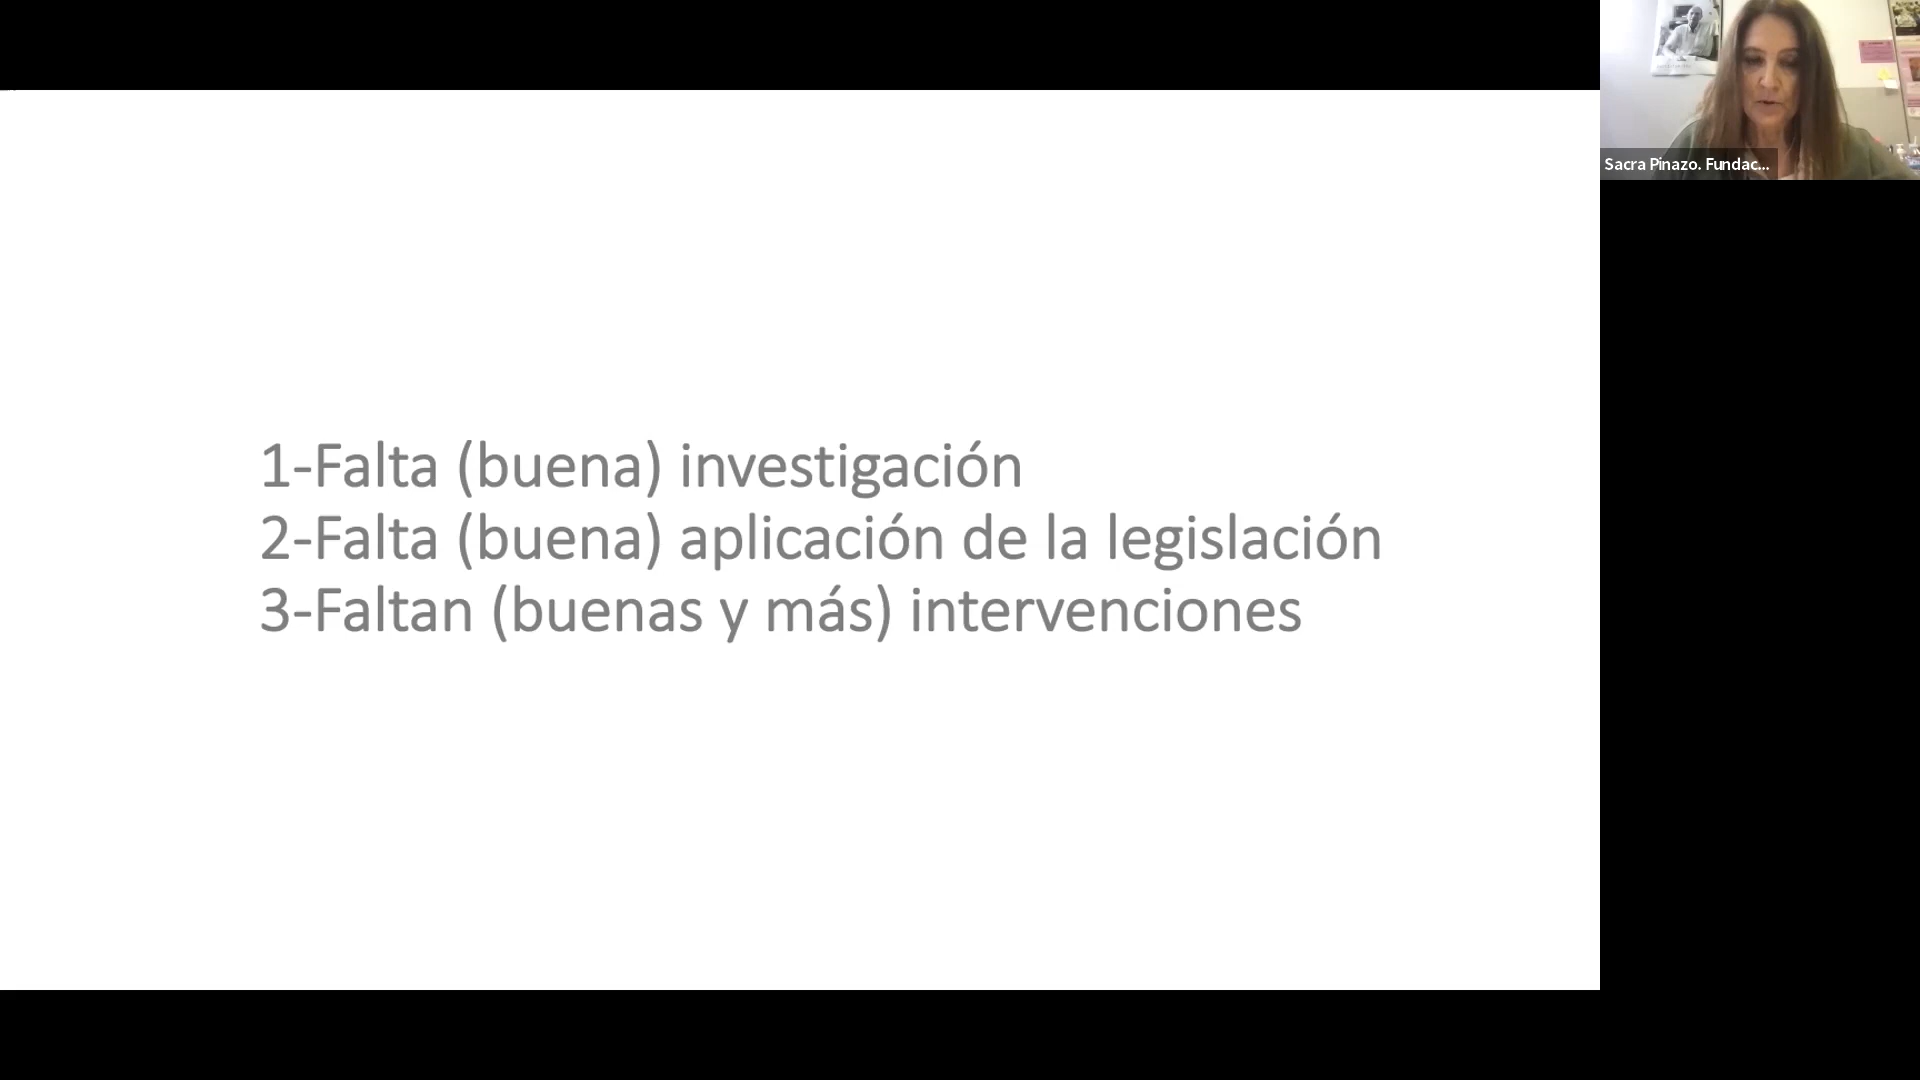 1-Falta (buena) investigación
2-Falta (buena) aplicación de la legislación
3-Faltan (buenas y más) intervenciones
Sacra Pinazo. Fundac...